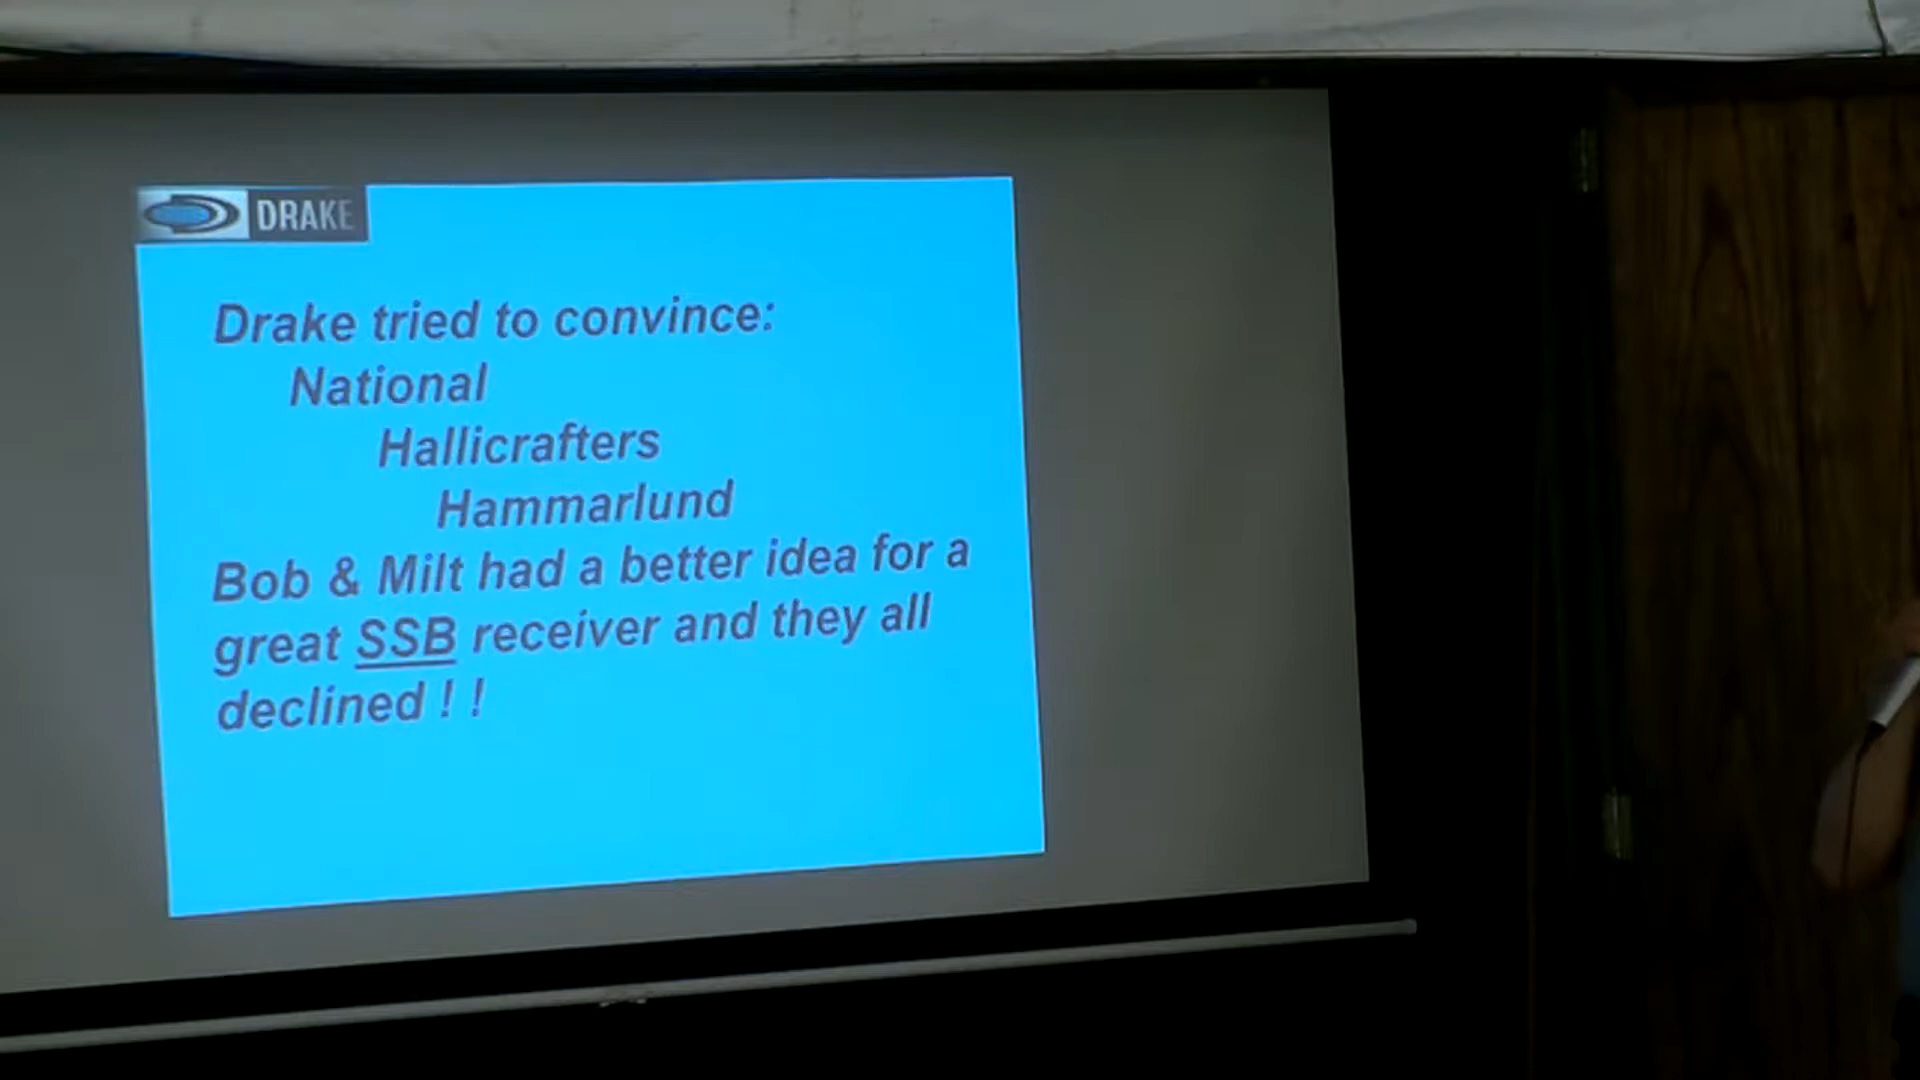 DRAKE
Drake tried to convince:
National
Hallicrafters
Hammarlund
Bob & Milt had a better idea for a
great SSB receiver and they all
declined ! !